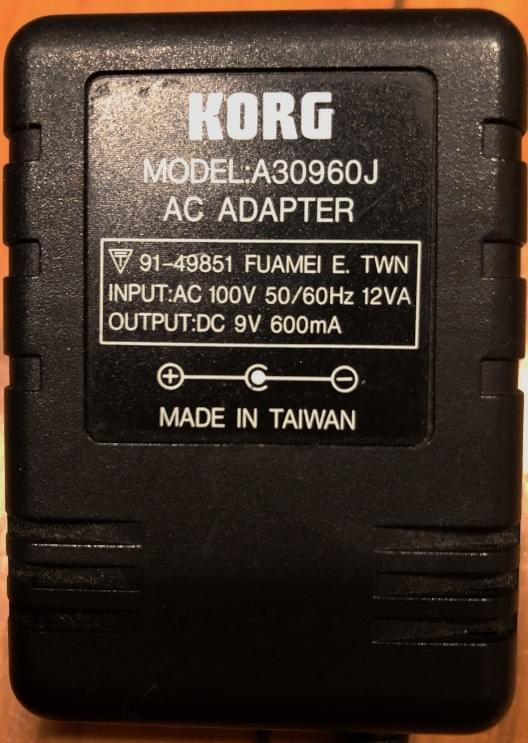 KORG
MODEL:A30960J
AC ADAPTER
91-49851 FUAMEI E. TWN
INPUT:AC 100V 50/60Hz 12VA
OUTPUT:DC 9V 600mA
MADE IN TAIWAN